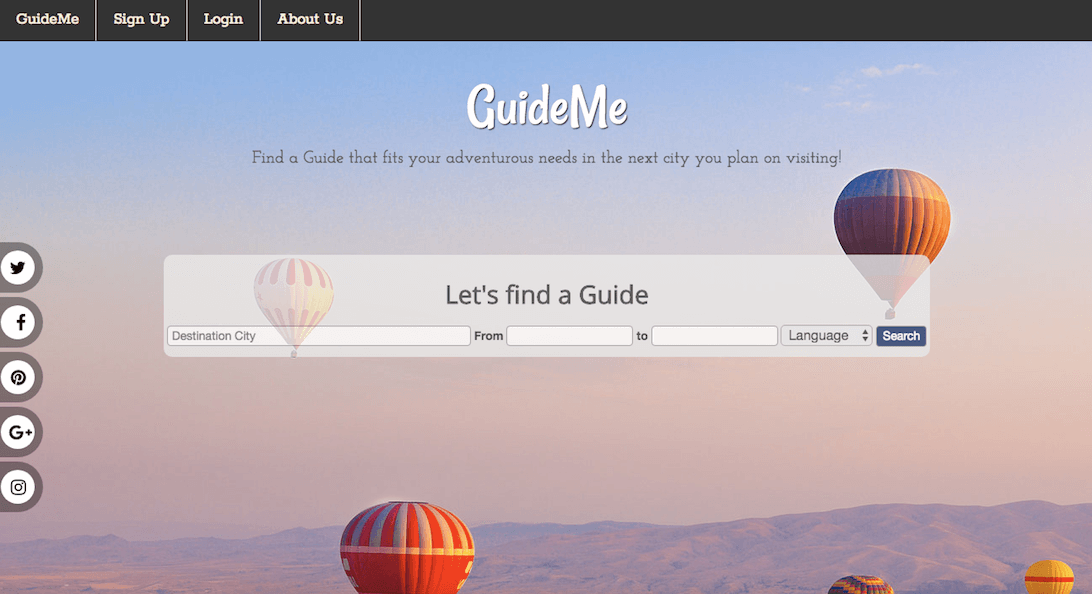 GuideMe Sign Up Login About Us
GuideMe
Find a Guide that fits your adventurous needs in the next city you plan on visiting!
Let's find a Guide
Destination City From to Language Search
G+